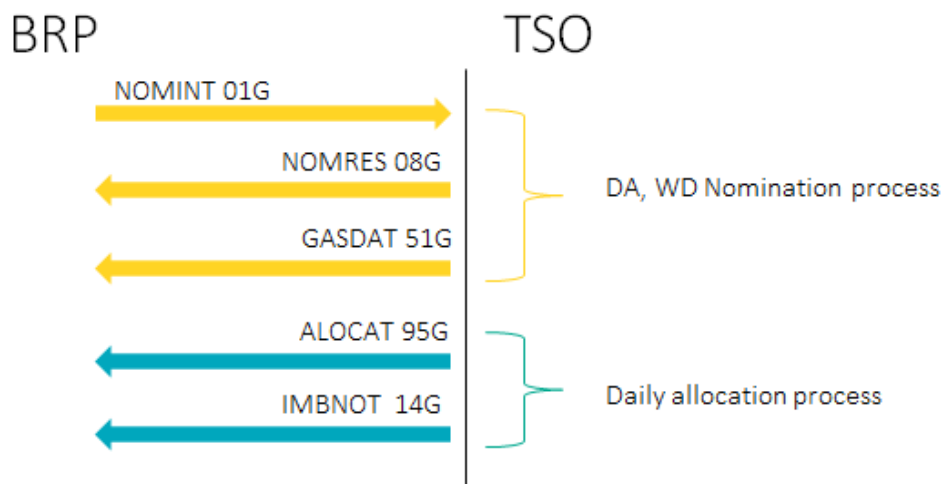 BRP
TSO
NOMINT 01G
NOMRES 08G
GASDAT 51G
DA, WD Nomination process
ALOCAT 95G
IMBNOT 14G
Daily allocation process